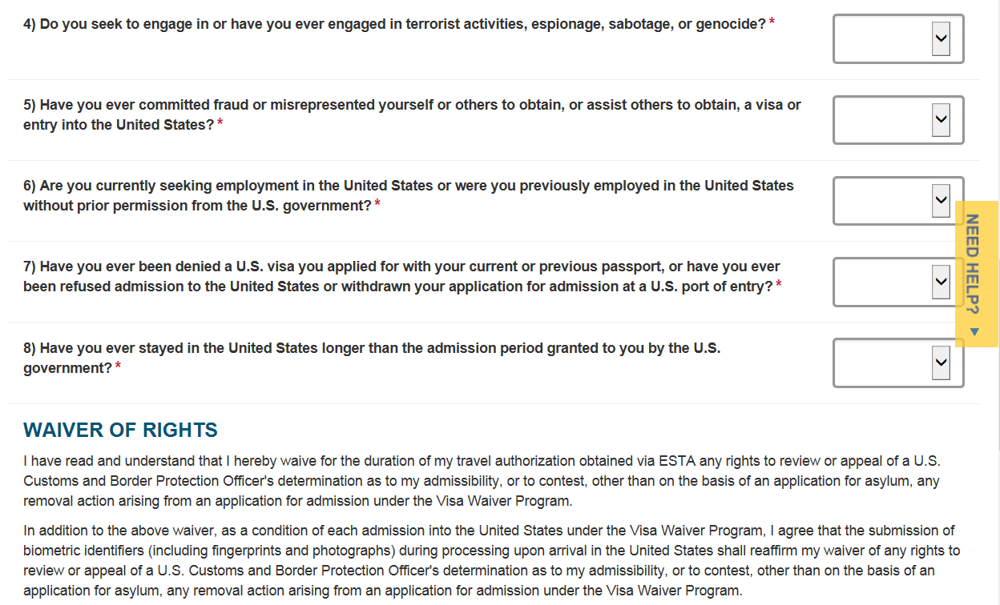 4) Do you seek to engage in or have you ever engaged in terrorist activities, espionage, sabotage, or genocide? *
5) Have you ever committed fraud or misrepresented yourself or others to obtain, or assist others to obtain, a visa or
entry into the United States? *
6) Are you currently seeking employment in the United States or were you previously employed in the United States
without prior permission from the U.S. government? *
NEED HELP?
7) Have you ever been denied a U.S. visa you applied for with your current or previous passport, or have you ever
been refused admission to the United States or withdrawn your application for admission at a U.S. port of entry? *
8) Have you ever stayed in the United States longer than the admission period granted to you by the U.S.
government? *
WAIVER OF RIGHTS
I have read and understand that I hereby waive for the duration of my travel authorization obtained via ESTA any rights to review or appeal of a U.S.
Customs and Border Protection Officer's determination as to my admissibility, or to contest, other than on the basis of an application for asylum, any
removal action arising from an application for admission under the Visa Waiver Program.
In addition to the above waiver, as a condition of each admission into the United States under the Visa Waiver Program, I agree that the submission of
biometric identifiers (including fingerprints and photographs) during processing upon arrival in the United States shall reaffirm my waiver of any rights to
review or appeal of a U.S. Customs and Border Protection Officer's determination as to my admissibility, or to contest, other than on the basis of an
application for asylum, any removal action arising from an application for admission under the Visa Waiver Program.